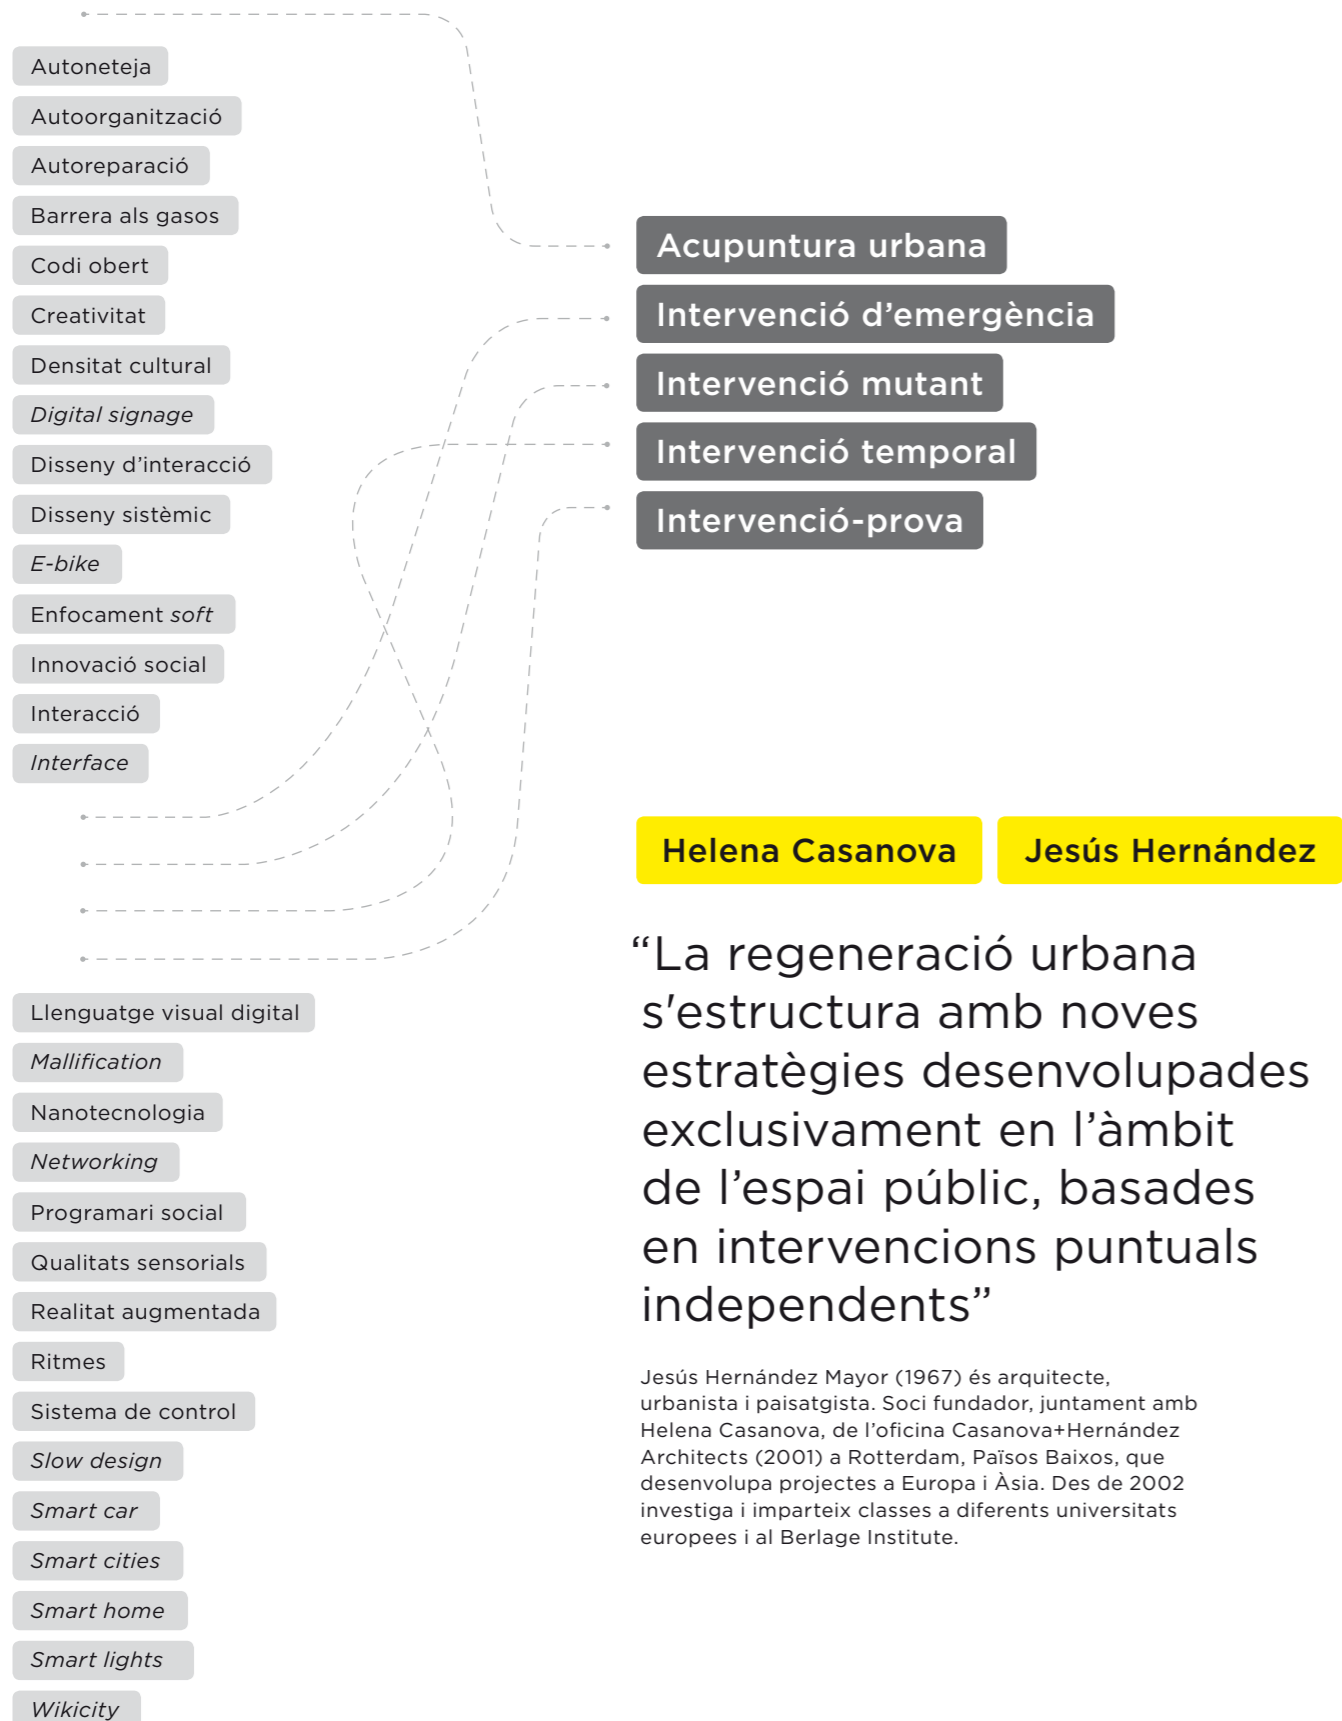 Autoneteja
Autoorganització
Autoreparació
Barrera als gasos
Codi obert
Creativitat
Densitat cultural
Digital signage
Disseny d’interacció
Disseny sistèmic
E-bike
Enfocament soft
Innovació social
Interacció
Interface
Llenguatge visual digital
Mallification
Nanotecnologia
Networking
Programari social
Qualitats sensorials
Realitat augmentada
Ritmes
Sistema de control
Slow design
Smart car
Smart cities
Smart home
Smart lights
Wikicity
Acupuntura urbana
Intervenció d’emergència
Intervenció mutant
Intervenció temporal
Intervenció-prova
Helena Casanova Jesús Hernández
“La regeneració urbana
s'estructura amb noves
estratègies desenvolupades
exclusivament en l’àmbit
de l’espai públic, basades
en intervencions puntuals
independents”
Jesús Hernández Mayor (1967) és arquitecte,
urbanista i paisatgista. Soci fundador, juntament amb
Helena Casanova, de l’oficina Casanova+Hernández
Architects (2001) a Rotterdam, Països Baixos, que
desenvolupa projectes a Europa i Àsia. Des de 2002
investiga i imparteix classes a diferents universitats
europees i al Berlage Institute.